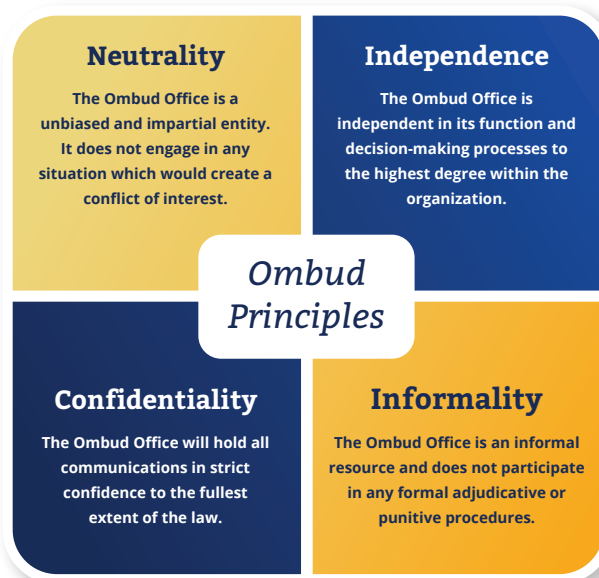 Neutrality
The Ombud Office is a
unbiased and impartial entity.
It does not engage in any
situation which would create a
conflict of interest.
Independence
The Ombud Office is
independent in its function and
decision-making processes to
the highest degree within the
organization.
Ombud
Principles
Confidentiality
The Ombud Office will hold all
communications in strict
confidence to the fullest
extent of the law.
Informality
The Ombud Office is an informal
resource and does not participate
in any formal adjudicative or
punitive procedures.